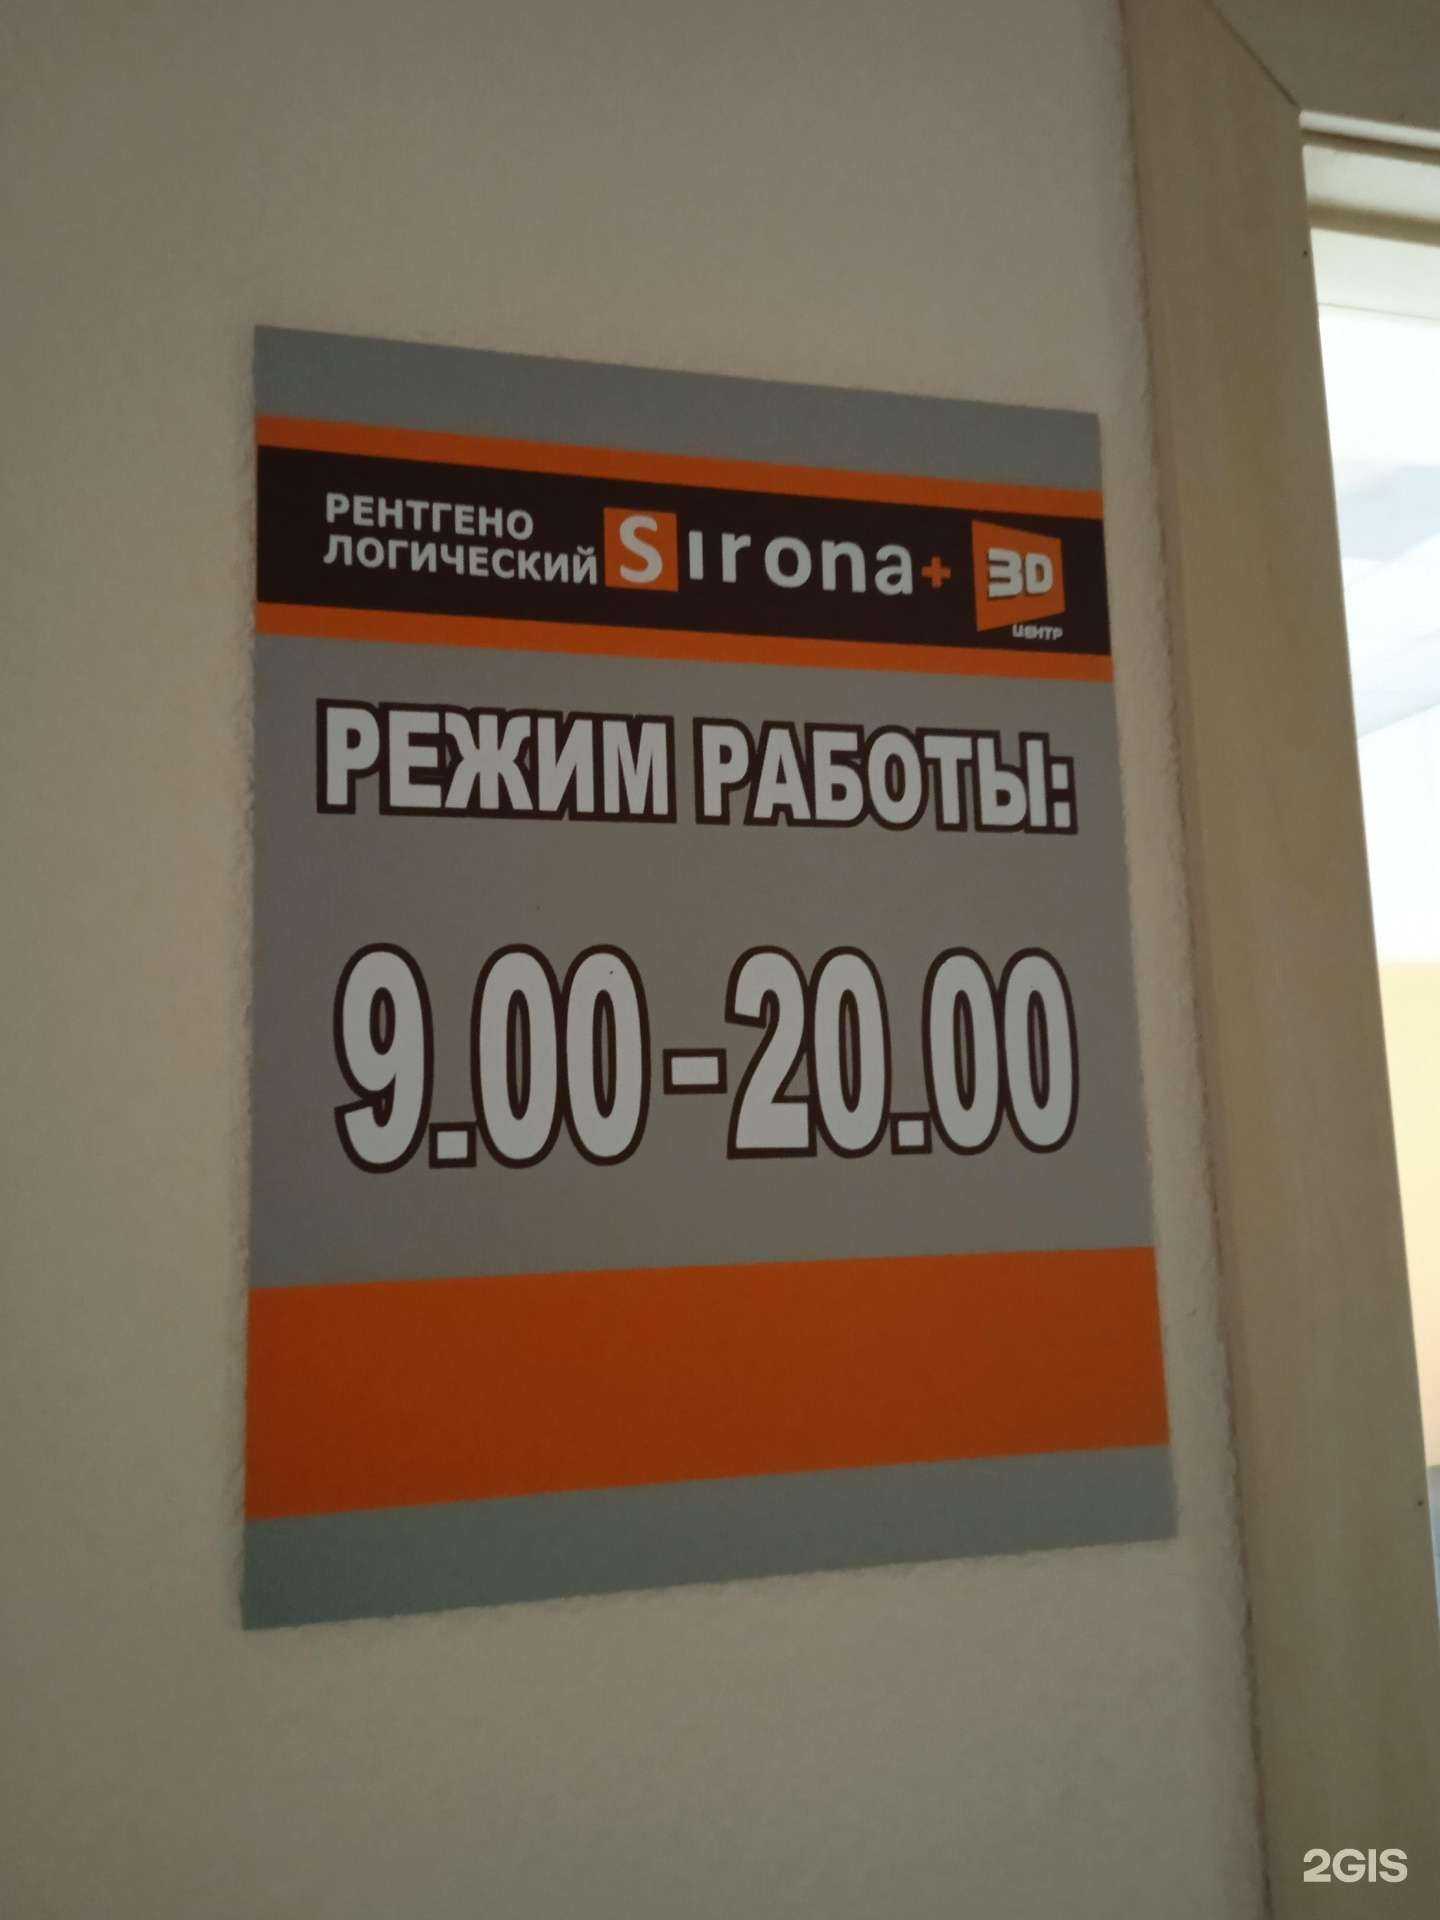 РЕНТГЕНО
ЛОГИЧЕСКИЙ Sirona+ 3D
ЦЕНТР
РЕЖИМ РАБОТЫ:
9.00-20.00
2GIS